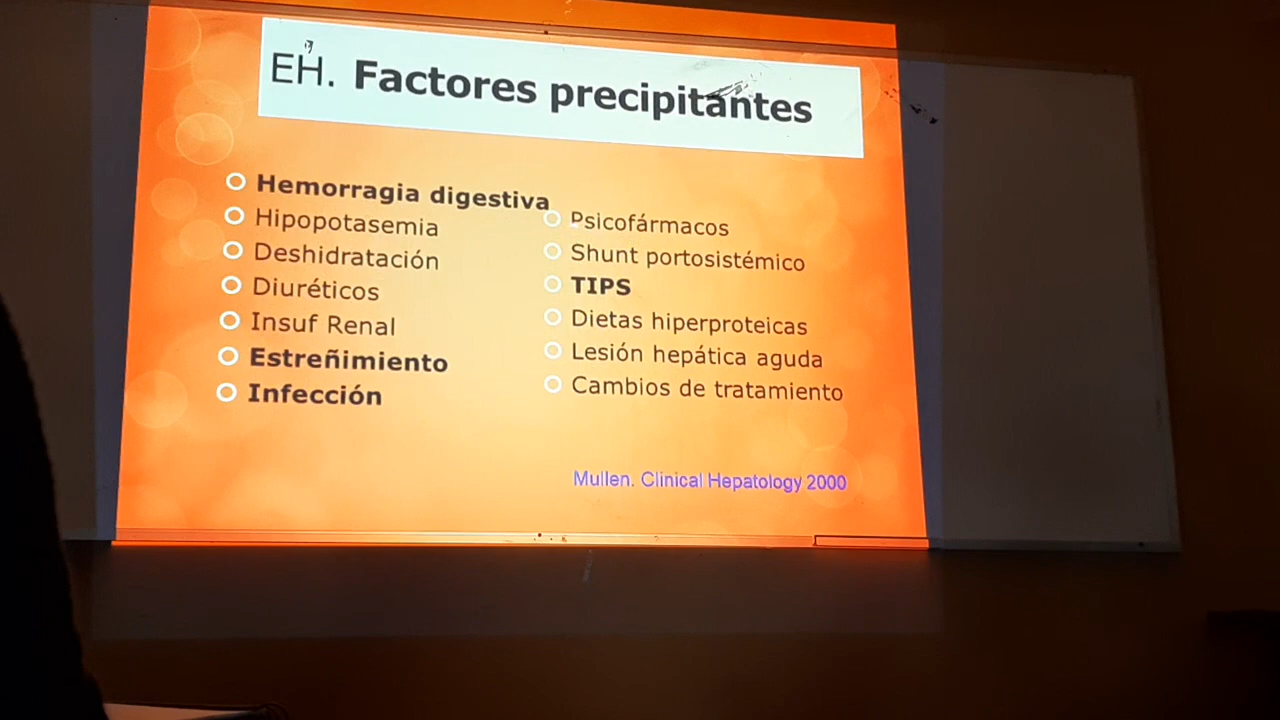 EH. Factores precipitantes
Hemorragia digestiva
Hipopotasemia
Deshidratación
Diuréticos
Insuf Renal
Estreñimiento
Infección
Psicofármacos
Shunt portosistémico
TIPS
Dietas hiperproteicas
Lesión hepática aguda
Cambios de tratamiento
Mullen. Clinical Hepatology 2000